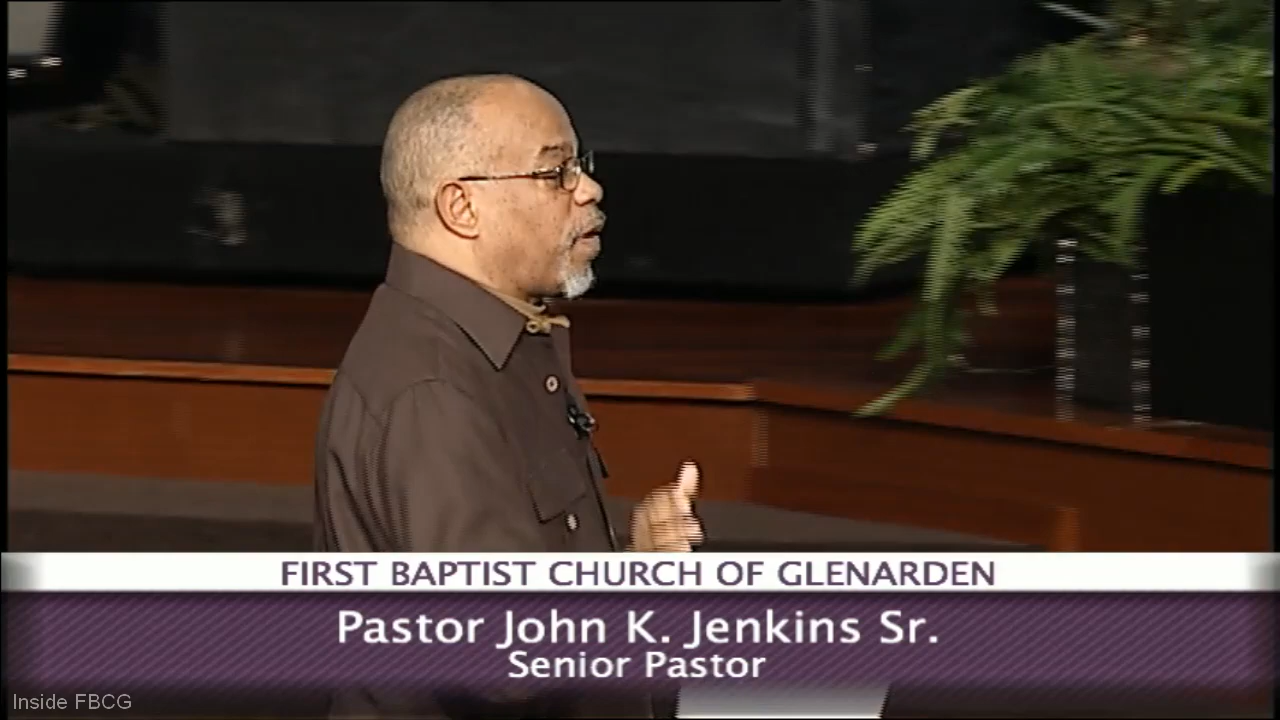 FIRST BAPTIST CHURCH OF GLENARDEN
Pastor John K. Jenkins Sr.
Senior Pastor
Inside FBCG